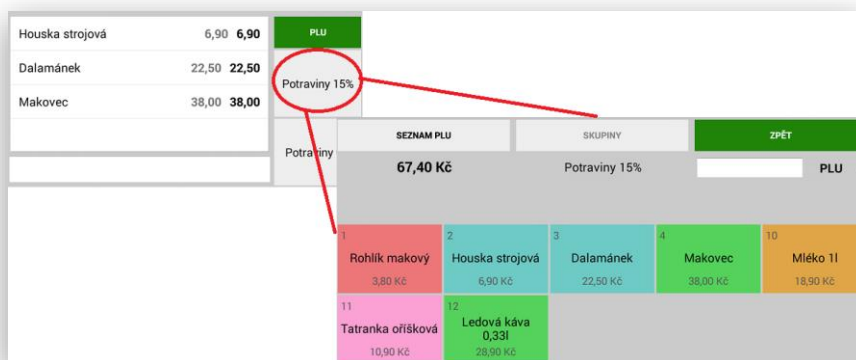 Houska strojová 6,90 6,90
PLU
Dalamánek 22,50 22,50
Potraviny 15%
Makovec 38,00 38,00
Potraviny
SEZNAM PLU SKUPINY ZPĚT
67,40 Kč Potraviny 15% PLU
1 2 3 4 10
Rohlík makový Houska strojová Dalamánek Makovec Mléko 1l
3,80 Kč 6,90 Kč 22,50 Kč 38,00 Kč 18,90 Kč
11 12
Tatranka oříšková Ledová káva
0,33l
10,90 Kč 28,90 Kč